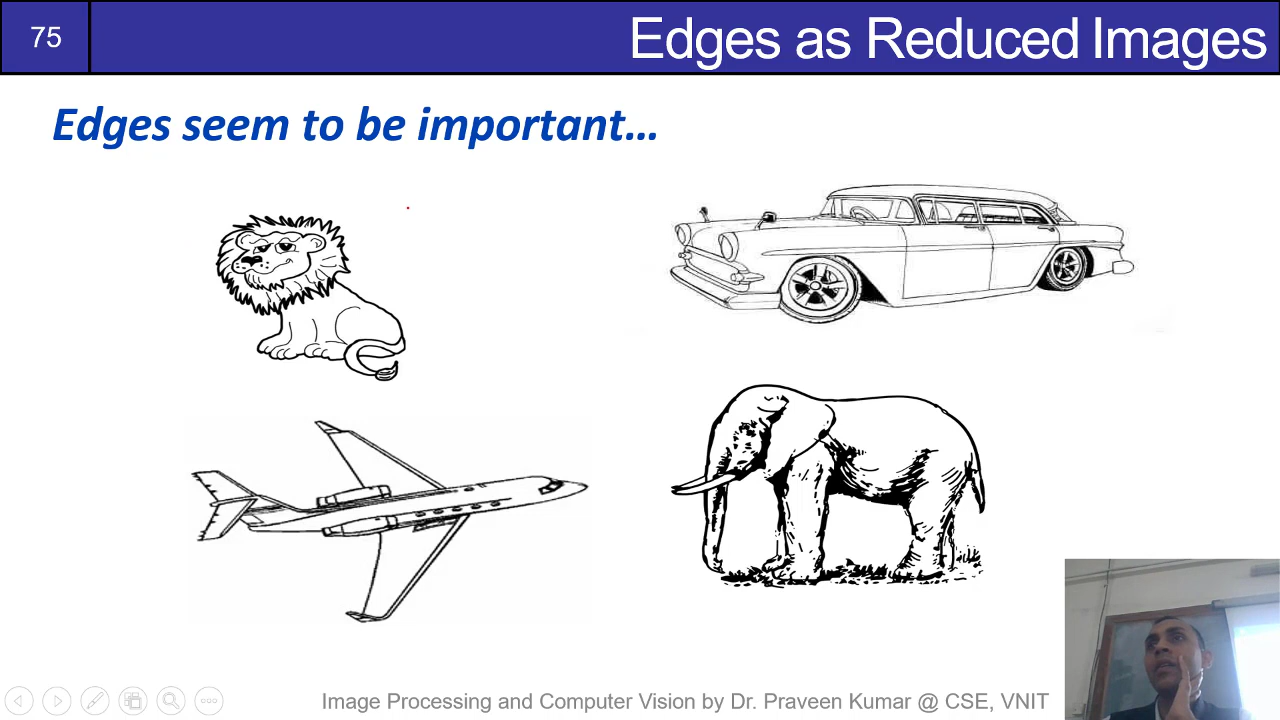 75
Edges as Reduced Images
Edges seem to be important...
Image Processing and Computer Vision by Dr. Praveen Kumar @ CSE, VNIT